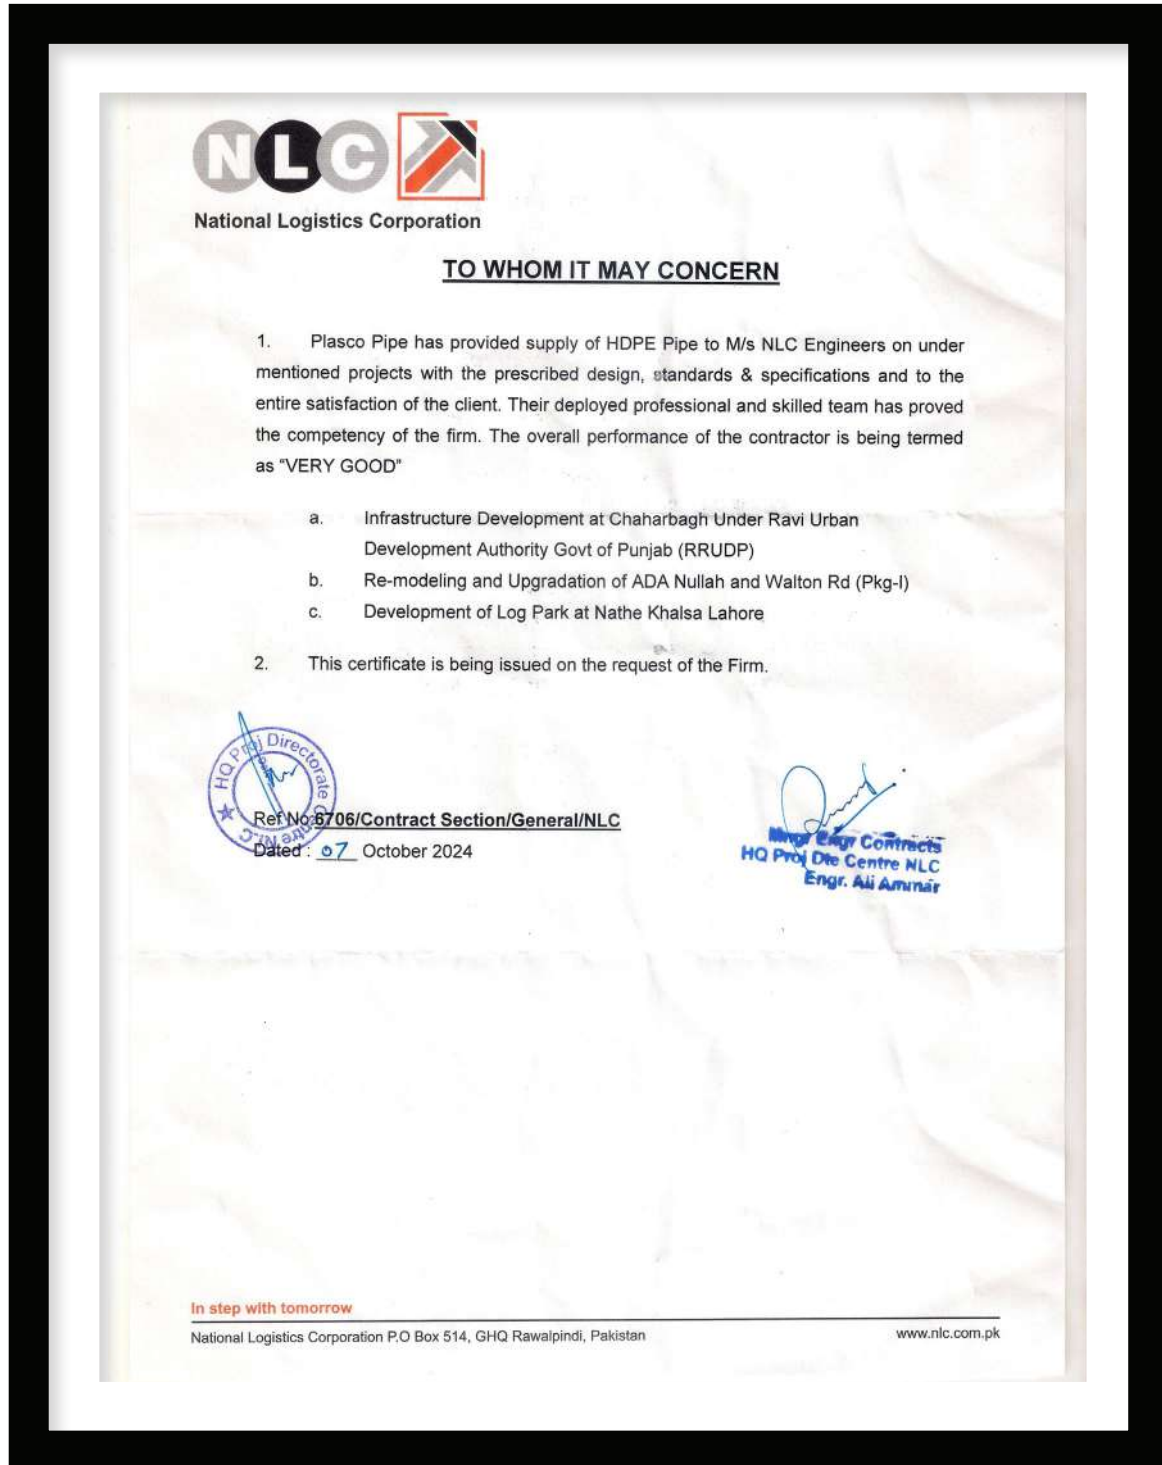 NLC
National Logistics Corporation
TO WHOM IT MAY CONCERN
1. Plasco Pipe has provided supply of HDPE Pipe to M/s NLC Engineers on under
mentioned projects with the prescribed design, standards & specifications and to the
entire satisfaction of the client. Their deployed professional and skilled team has proved
the competency of the firm. The overall performance of the contractor is being termed
as "VERY GOOD"
a. Infrastructure Development at Chaharbagh Under Ravi Urban
Development Authority Govt of Punjab (RRUDP)
b. Re-modeling and Upgradation of ADA Nullah and Walton Rd (Pkg-I)
c. Development of Log Park at Nathe Khalsa Lahore
2. This certificate is being issued on the request of the Firm.
HQ Proj Directorate Centre NLC
Ref No 6706/Contract Section/General/NLC
Dated : 07 October 2024
Mngr Engr Contracts
HQ Proj Dte Centre NLC
Engr. Ali Ammar
In step with tomorrow
National Logistics Corporation P.O Box 514, GHQ Rawalpindi, Pakistan
www.nlc.com.pk